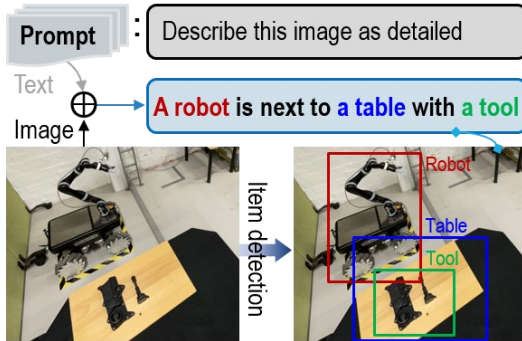 Prompt : Describe this image as detailed
Text
A robot is next to a table with a tool
Image
Item detection
Robot
Table
Tool